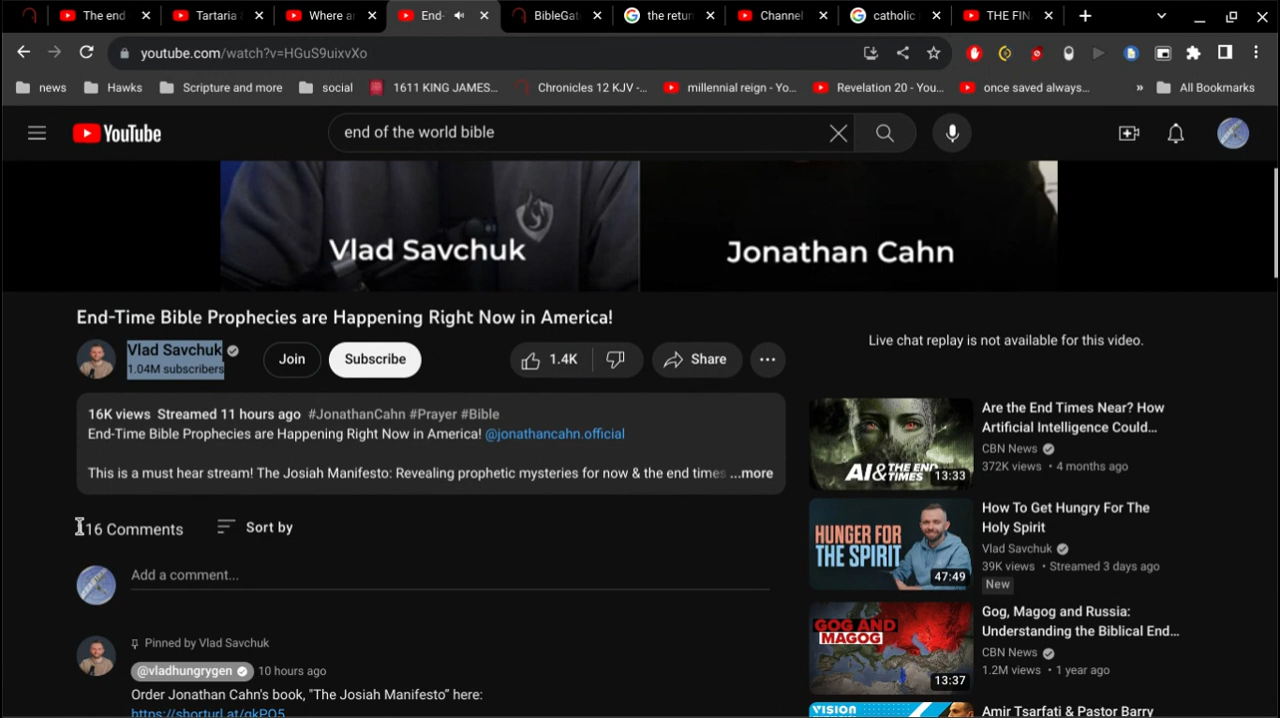 The end
Tartaria
Where a
End-
BibleGat
the retur
Channel
catholic
THE FIN
youtube.com/watch?v=HGuS9uixvXo
news
Hawks
Scripture and more
social
1611 KING JAMES...
Chronicles 12 KJV -...
millennial reign - Yo...
Revelation 20 - You...
once saved always...
»
All Bookmarks
YouTube
end of the world bible
Vlad Savchuk
Jonathan Cahn
End-Time Bible Prophecies are Happening Right Now in America!
Vlad Savchuk
1.04M subscribers
Join
Subscribe
1.4K
Share
16K views Streamed 11 hours ago #JonathanCahn #Prayer #Bible
End-Time Bible Prophecies are Happening Right Now in America! @jonathancahn.official
This is a must hear stream! The Josiah Manifesto: Revealing prophetic mysteries for now & the end times ...more
116 Comments
Sort by
Add a comment...
Pinned by Vlad Savchuk
@vladhungrygen
10 hours ago
Order Jonathan Cahn's book, "The Josiah Manifesto" here:
https://shorturl.at/gkPQ5
Live chat replay is not available for this video.
AI & THE END TIMES
13:33
Are the End Times Near? How
Artificial Intelligence Could...
CBN News
372K views • 4 months ago
HUNGER FOR
THE SPIRIT
47:49
How To Get Hungry For The
Holy Spirit
Vlad Savchuk
39K views • Streamed 3 days ago
New
GOG AND
MAGOG
13:37
Gog, Magog and Russia:
Understanding the Biblical End...
CBN News
1.2M views • 1 year ago
VISION
Amir Tsarfati & Pastor Barry